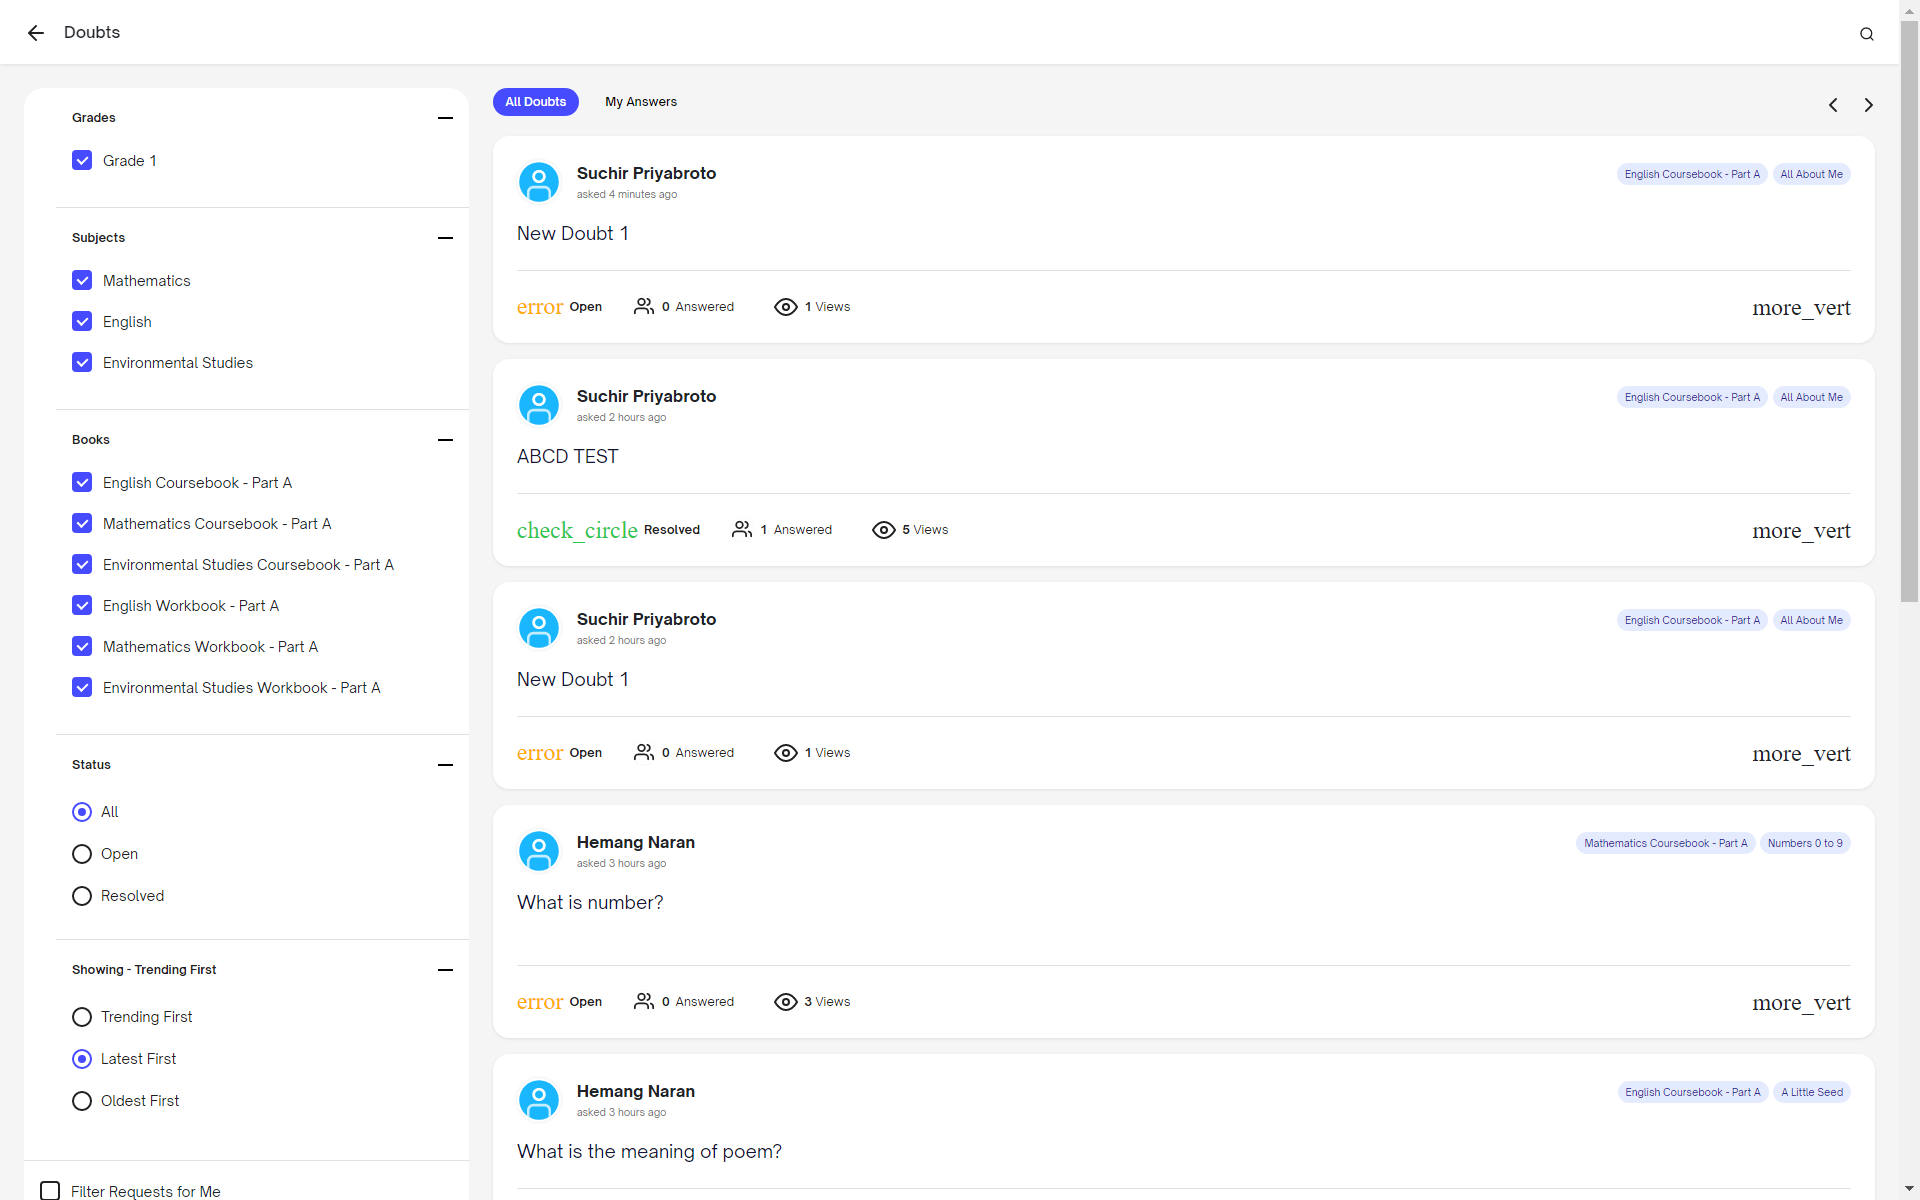 Doubts
Grades
Grade 1
Subjects
Mathematics
English
Environmental Studies
Books
English Coursebook - Part A
Mathematics Coursebook - Part A
Environmental Studies Coursebook - Part A
English Workbook - Part A
Mathematics Workbook - Part A
Environmental Studies Workbook - Part A
Status
All
Open
Resolved
Showing - Trending First
Trending First
Latest First
Oldest First
Filter Requests for Me
All Doubts My Answers
Suchir Priyabroto English Coursebook - Part A All About Me
asked 4 minutes ago
New Doubt 1
error Open 0 Answered 1 Views more_vert
Suchir Priyabroto English Coursebook - Part A All About Me
asked 2 hours ago
ABCD TEST
check_circle Resolved 1 Answered 5 Views more_vert
Suchir Priyabroto English Coursebook - Part A All About Me
asked 2 hours ago
New Doubt 1
error Open 0 Answered 1 Views more_vert
Hemang Naran Mathematics Coursebook - Part A Numbers 0 to 9
asked 3 hours ago
What is number?
error Open 0 Answered 3 Views more_vert
Hemang Naran English Coursebook - Part A A Little Seed
asked 3 hours ago
What is the meaning of poem?